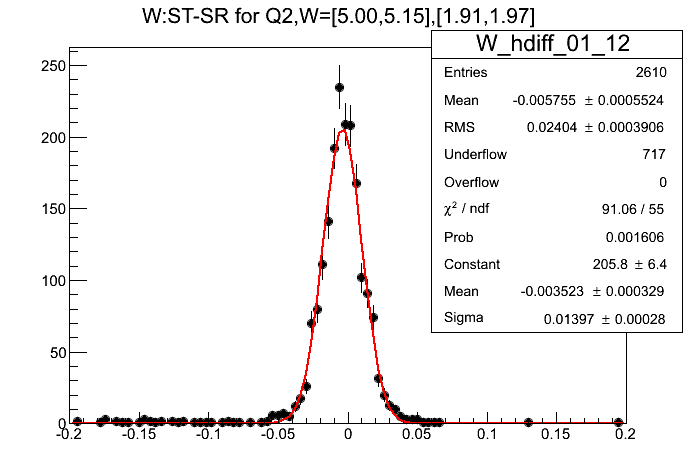 W:ST-SR for Q2,W=[5.00,5.15],[1.91,1.97]
W_hdiff_01_12
Entries 2610
Mean -0.005755 ± 0.0005524
RMS 0.02404 ± 0.0003906
Underflow 717
Overflow 0
χ² / ndf 91.06 / 55
Prob 0.001606
Constant 205.8 ± 6.4
Mean -0.003523 ± 0.000329
Sigma 0.01397 ± 0.00028
250
200
150
100
50
0
-0.2 -0.15 -0.1 -0.05 0 0.05 0.1 0.15 0.2